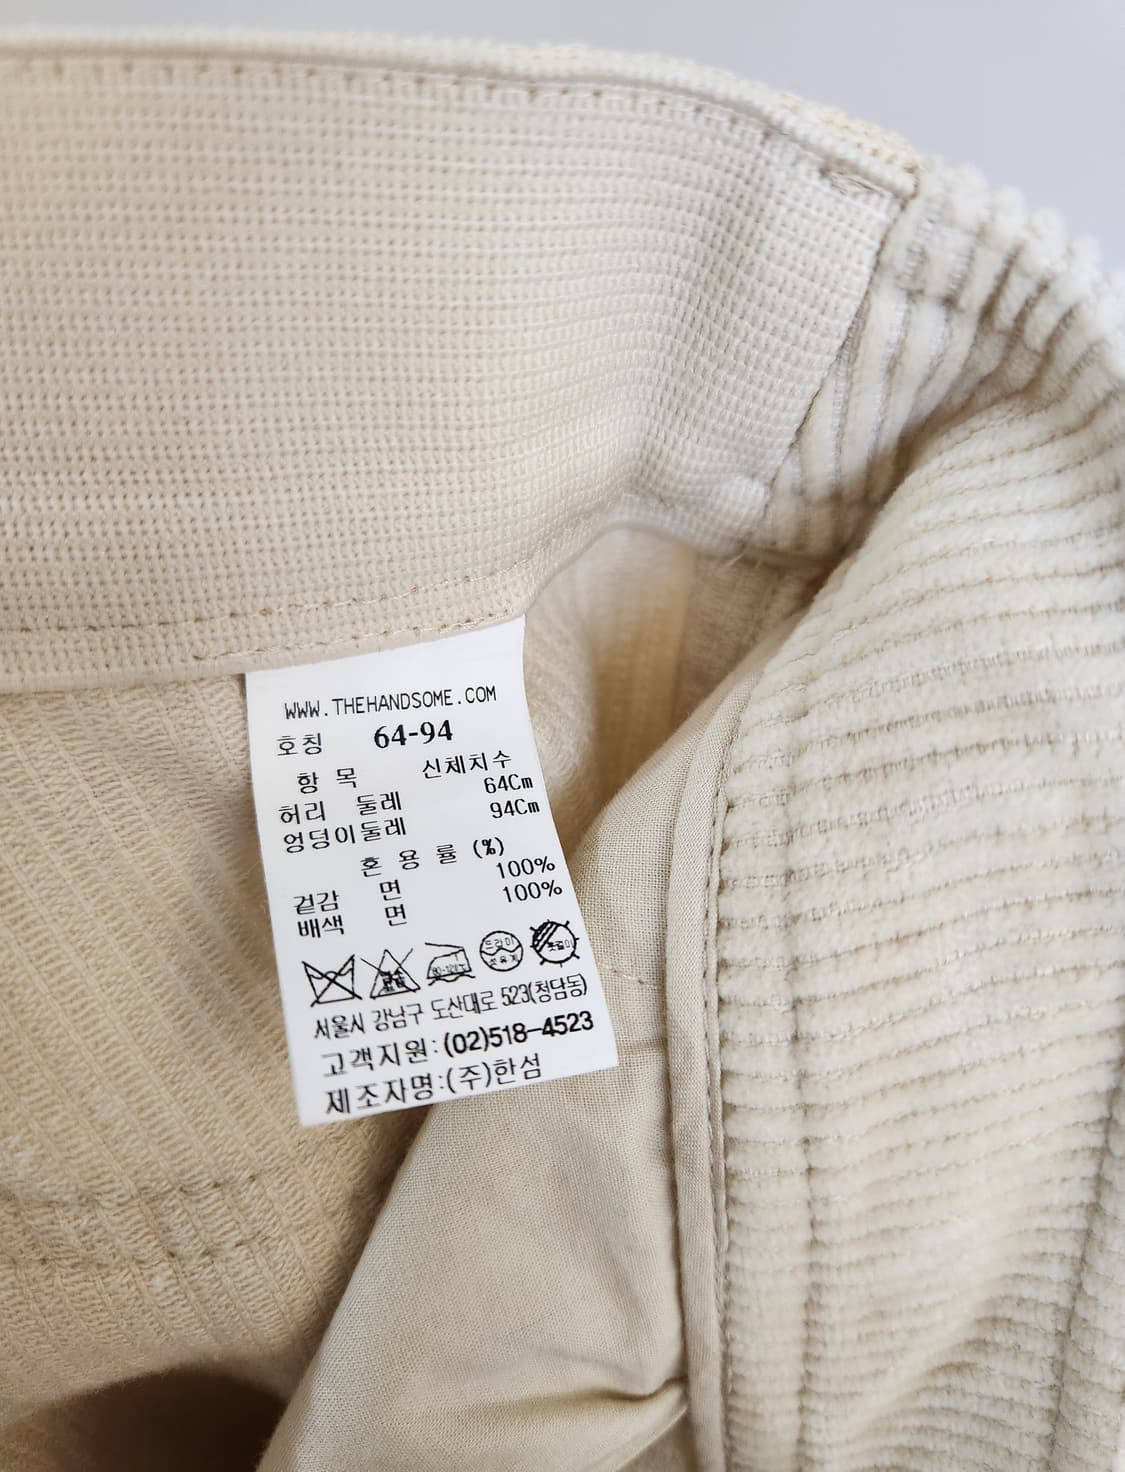 WWW.THEHANDSOME.COM
호칭 64-94
항 목 신체치수
허리 둘레 64Cm
엉덩이둘레 94Cm
혼 용 률 (%)
겉감 면 100%
배색 면 100%
드라이
서울시 강남구 도산대로 523(청담동)
고객지원:(02)518-4523
제조자명:(주)한섬